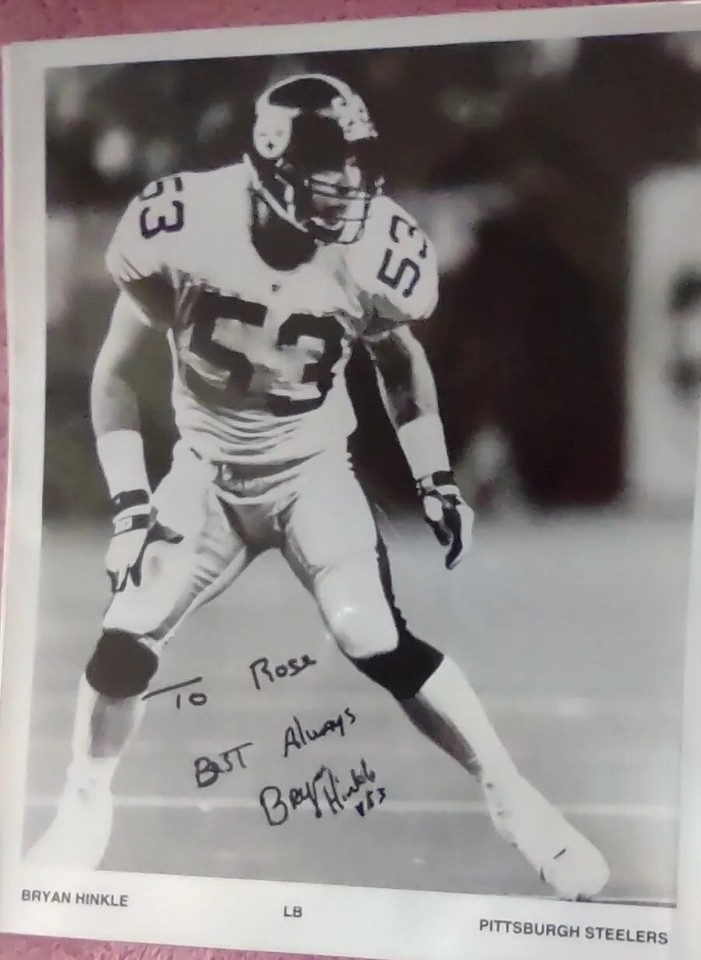 53
53
53
To Rose
Best Always
Bryan Hinkle
#53
BRYAN HINKLE
LB
PITTSBURGH STEELERS